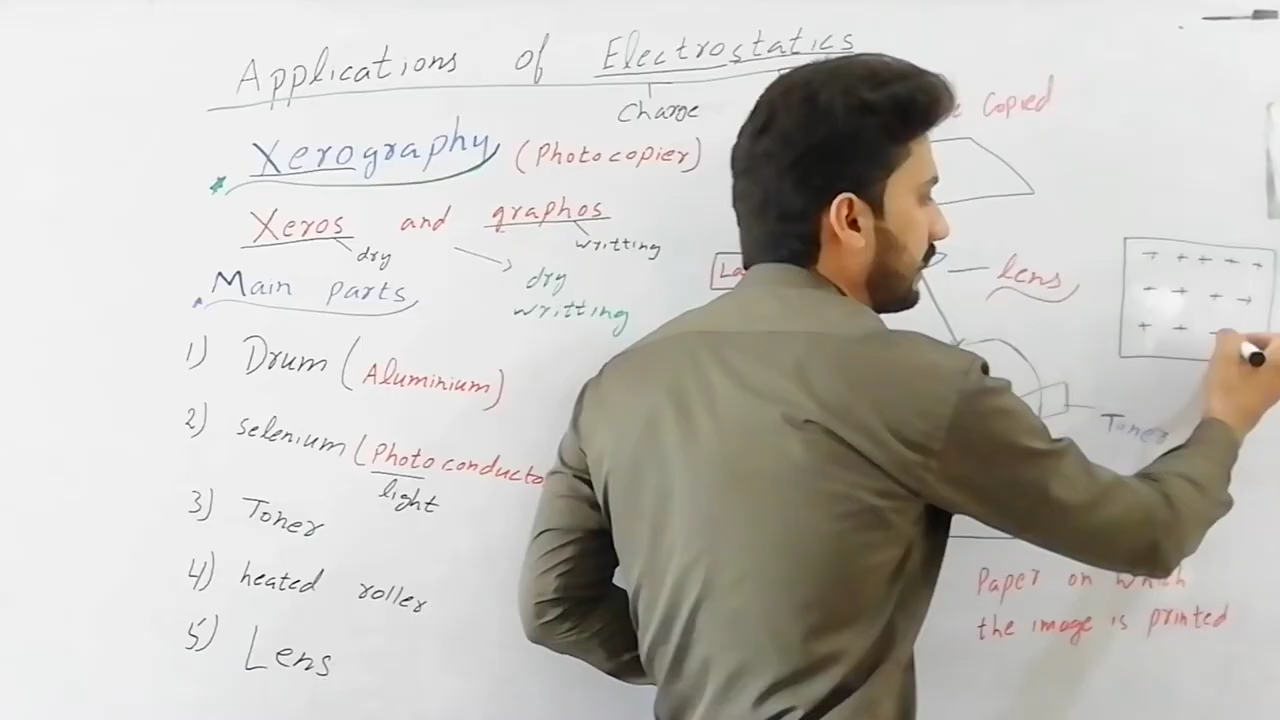 Applications of Electrostatics
Charge
Xerography (Photocopier)
Xeros and graphos
dry
writting
dry
writting
Main parts
1) Drum (Aluminium)
2) selenium (Photo conducto
light
3) Toner
4) heated roller
5) Lens
Copied
La
lens
+ + + + +
+ + + +
+ +
Toner
Paper on which
the image is printed